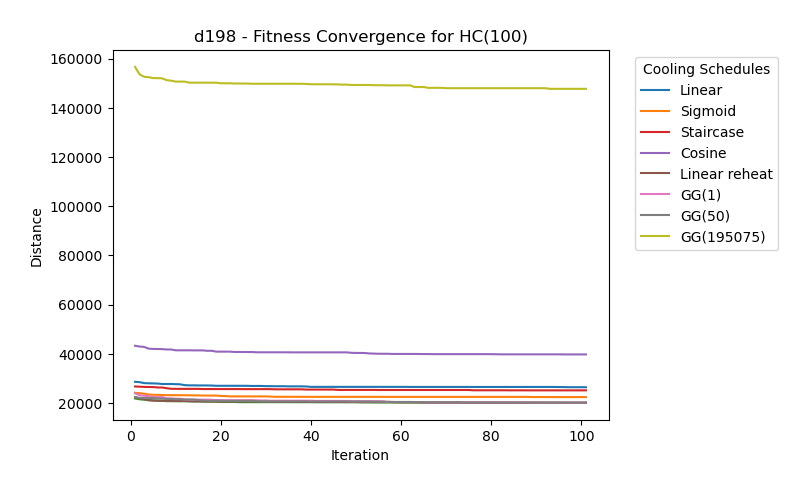 d198 - Fitness Convergence for HC(100)
160000
140000
120000
100000
80000
60000
40000
20000
Distance
0
20
40
60
80
100
Iteration
Cooling Schedules
Linear
Sigmoid
Staircase
Cosine
Linear reheat
GG(1)
GG(50)
GG(195075)